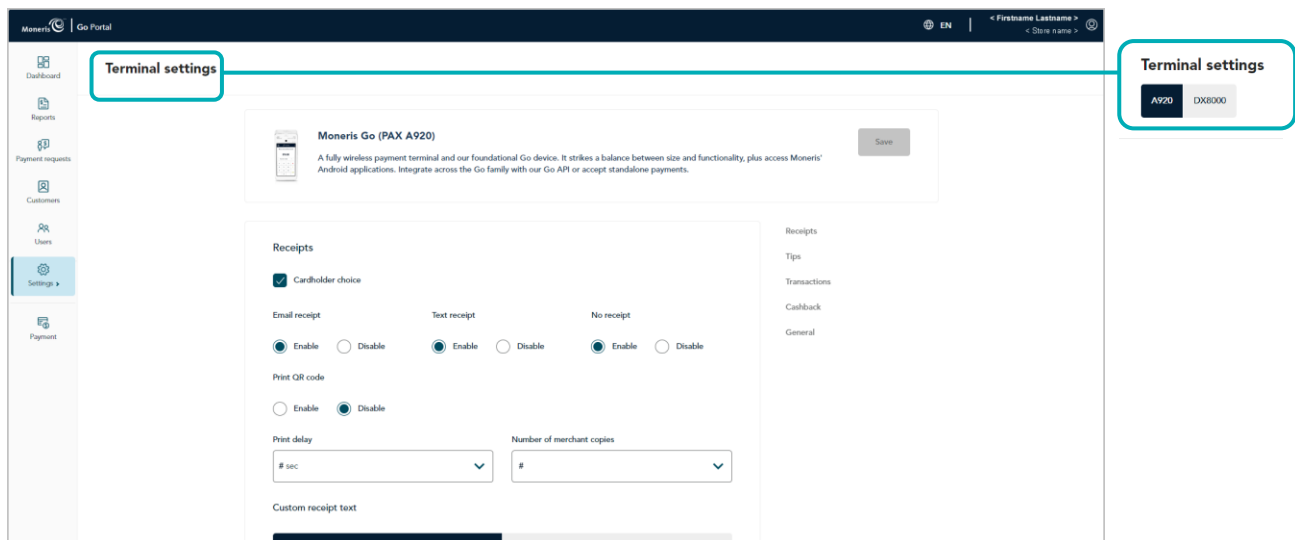 Moneris Go Portal
EN
< Firstname Lastname >
< Store name >
Dashboard
Reports
Payment requests
Customers
Users
Settings >
Payment
Terminal settings
Moneris Go (PAX A920)
A fully wireless payment terminal and our foundational Go device. It strikes a balance between size and functionality, plus access Moneris'
Android applications. Integrate across the Go family with our Go API or accept standalone payments.
Save
Receipts
Cardholder choice
Email receipt Text receipt No receipt
Enable Disable Enable Disable Enable Disable
Print QR code
Enable Disable
Print delay Number of merchant copies
# sec #
Custom receipt text
Receipts
Tips
Transactions
Cashback
General
Terminal settings
A920 DX8000